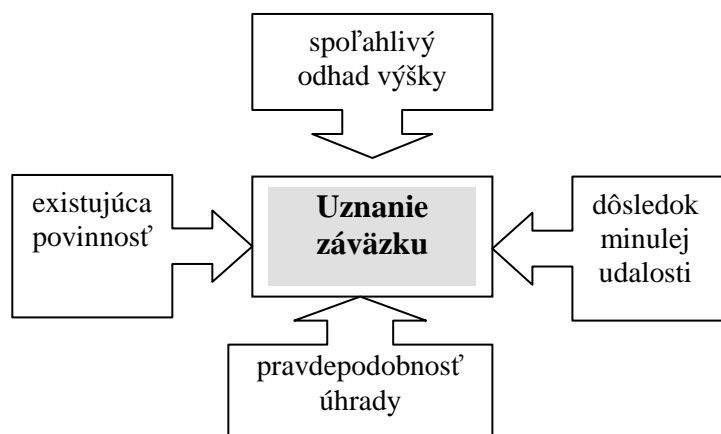 spoľahlivý
odhad výšky
existujúca
povinnosť
Uznanie
záväzku
dôsledok
minulej
udalosti
pravdepodobnosť
úhrady